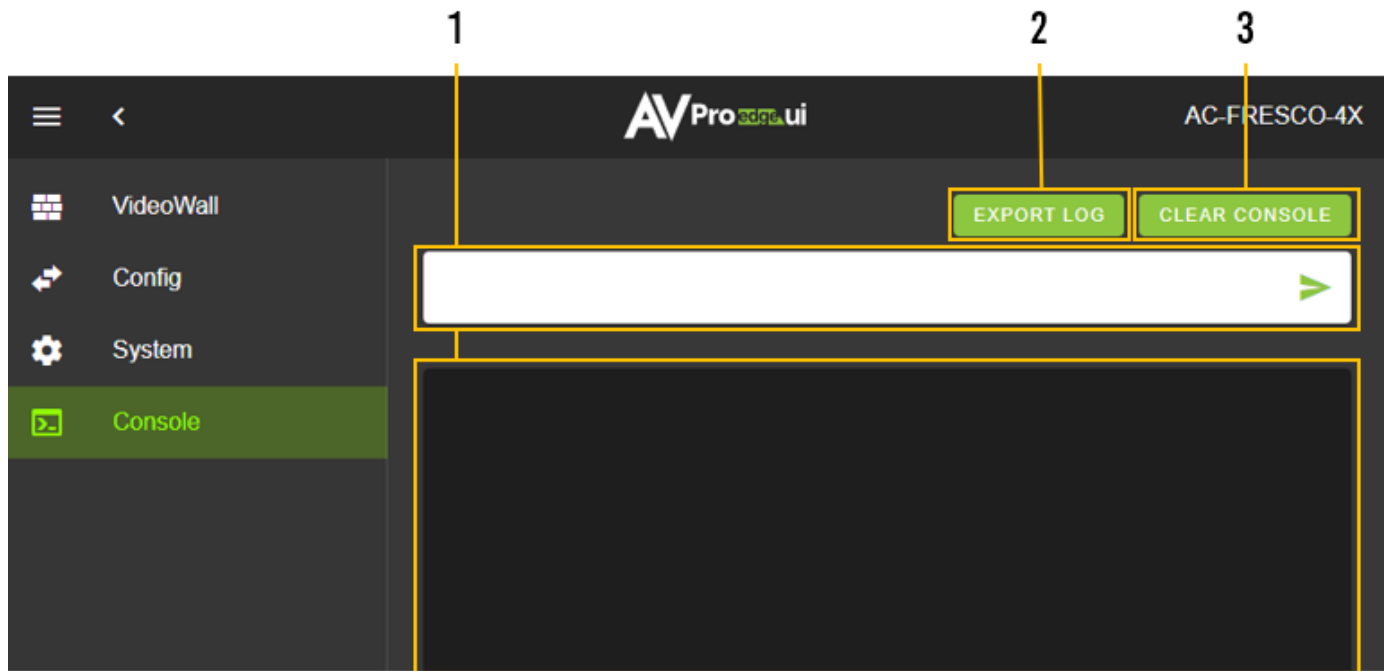 1 2 3
AVPro edge.ui AC-FRESCO-4X
VideoWall
EXPORT LOG CLEAR CONSOLE
Config
System
Console